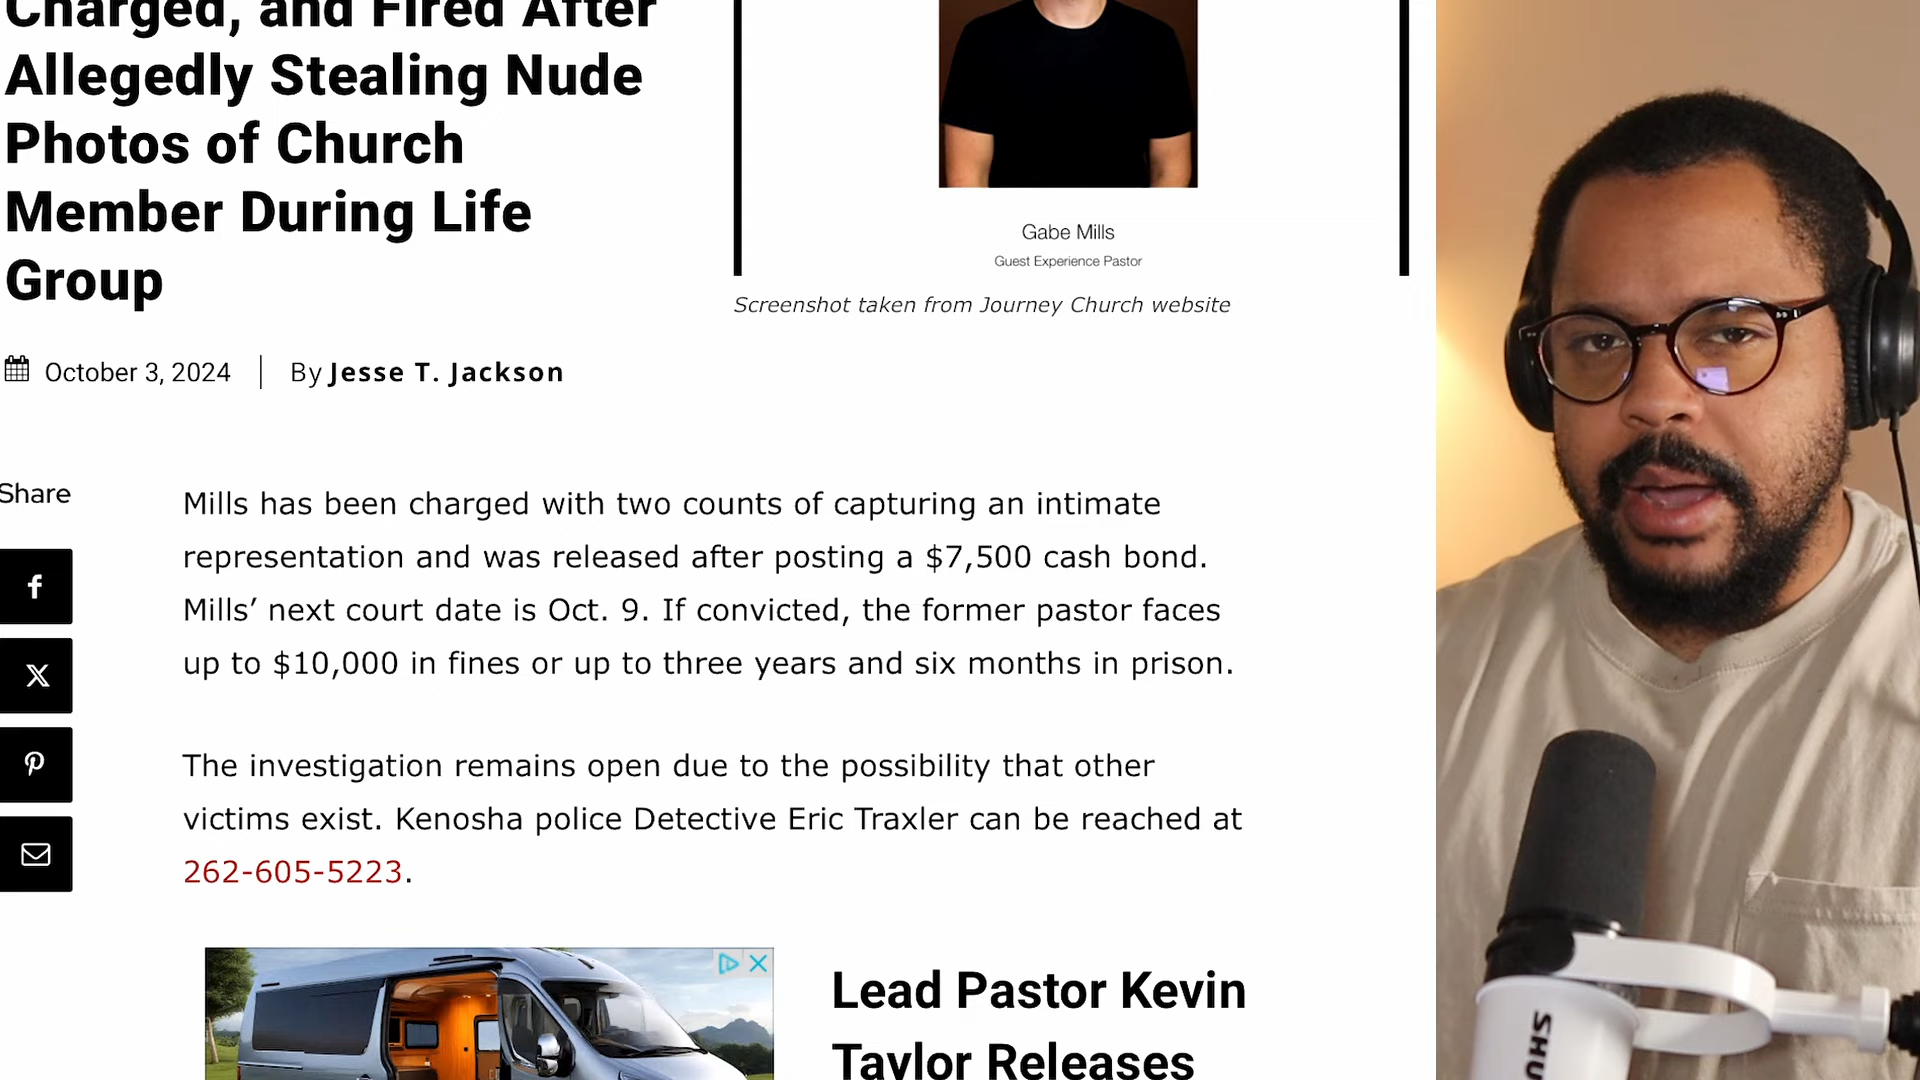 Charged, and Fired After
Allegedly Stealing Nude
Photos of Church
Member During Life
Group
Gabe Mills
Guest Experience Pastor
Screenshot taken from Journey Church website
October 3, 2024 | By Jesse T. Jackson
Share
Mills has been charged with two counts of capturing an intimate
representation and was released after posting a $7,500 cash bond.
Mills’ next court date is Oct. 9. If convicted, the former pastor faces
up to $10,000 in fines or up to three years and six months in prison.
The investigation remains open due to the possibility that other
victims exist. Kenosha police Detective Eric Traxler can be reached at
262-605-5223.
Lead Pastor Kevin
Taylor Releases
SHU